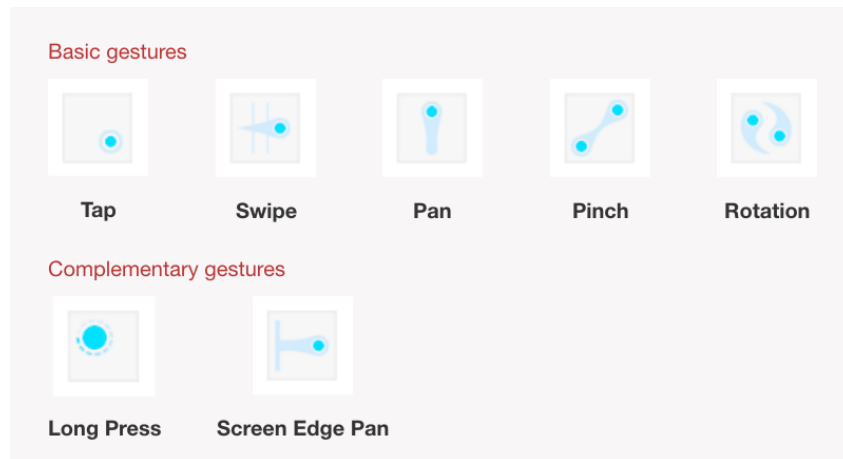 Basic gestures
Tap Swipe Pan Pinch Rotation
Complementary gestures
Long Press Screen Edge Pan